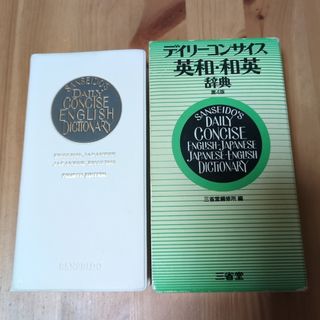 SANSEIDO'S
DAILY
CONCISE
ENGLISH
DICTIONARY
ENGLISH-JAPANESE
JAPANESE-ENGLISH
FOURTH EDITION
SANSEIDO
デイリーコンサイス
英和・和英
辞典
第4版
SANSEIDO'S
DAILY
CONCISE
ENGLISH-JAPANESE
JAPANESE-ENGLISH
DICTIONARY
三省堂編修所 編
三省堂